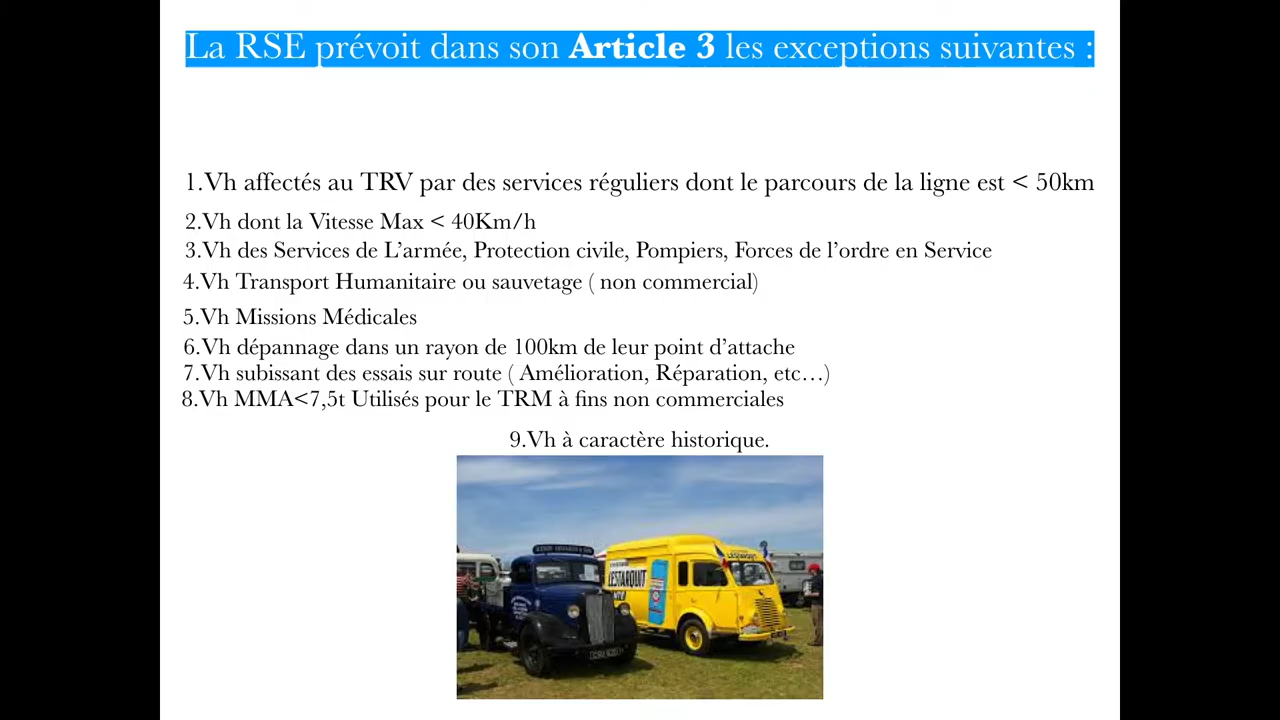 La RSE prévoit dans son Article 3 les exceptions suivantes :
1.Vh affectés au TRV par des services réguliers dont le parcours de la ligne est < 50km
2.Vh dont la Vitesse Max < 40Km/h
3.Vh des Services de L’armée, Protection civile, Pompiers, Forces de l’ordre en Service
4.Vh Transport Humanitaire ou sauvetage ( non commercial)
5.Vh Missions Médicales
6.Vh dépannage dans un rayon de 100km de leur point d’attache
7.Vh subissant des essais sur route ( Amélioration, Réparation, etc…)
8.Vh MMA<7,5t Utilisés pour le TRM à fins non commerciales
9.Vh à caractère historique.
LESTARQUIT